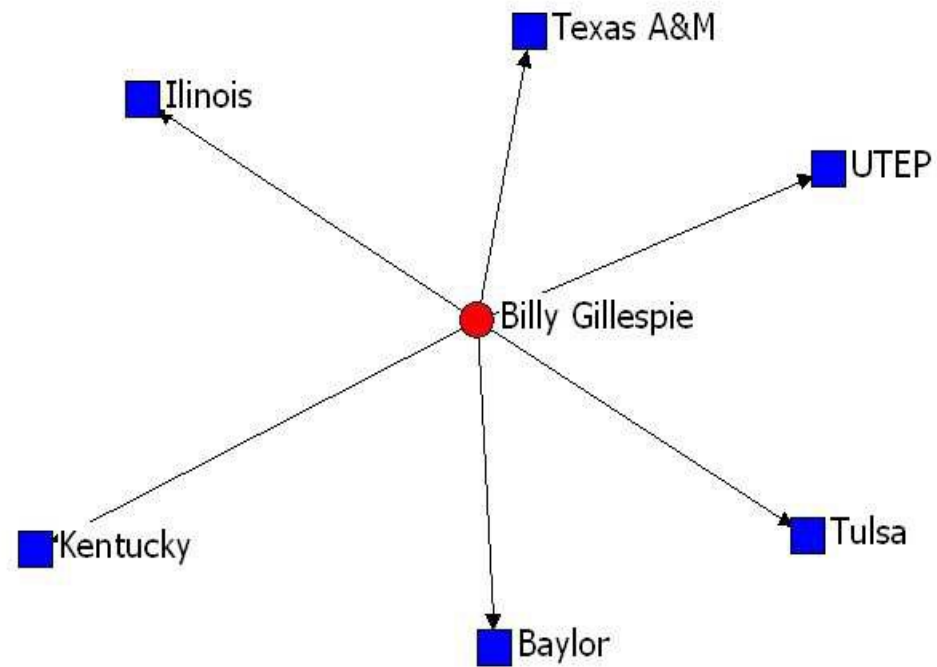 Texas A&M
Ilinois
UTEP
Billy Gillespie
Tulsa
Kentucky
Baylor